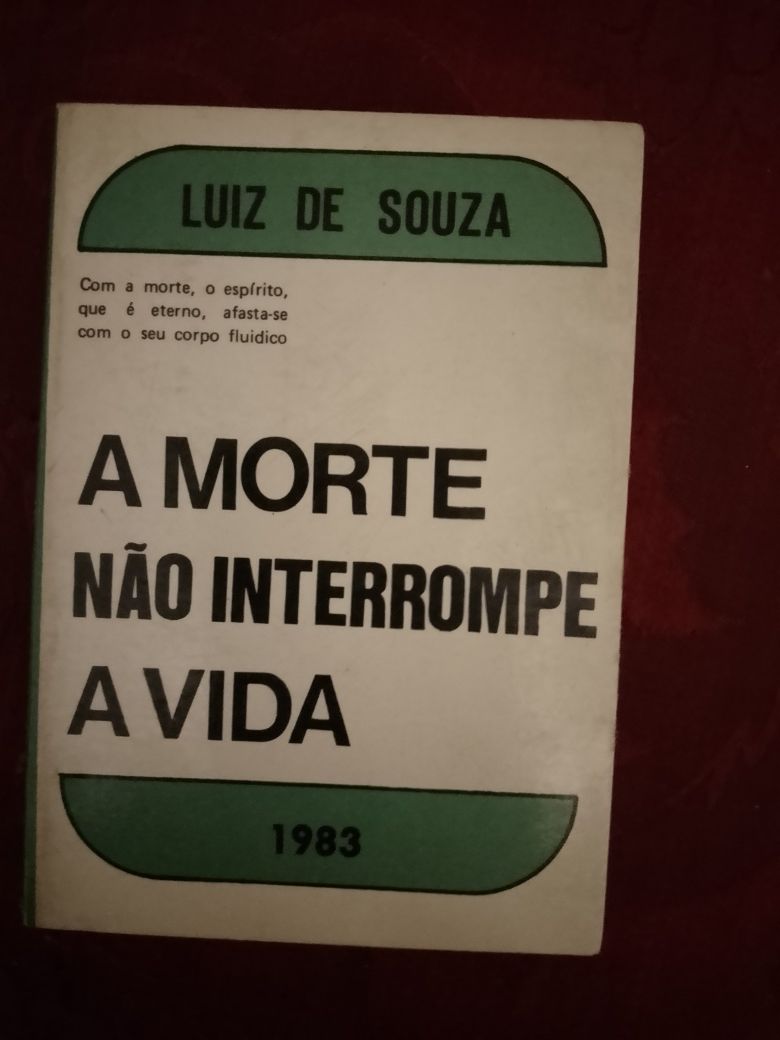 LUIZ DE SOUZA
Com a morte, o espírito,
que é eterno, afasta-se
com o seu corpo fluidico
A MORTE
NÃO INTERROMPE
A VIDA
1983